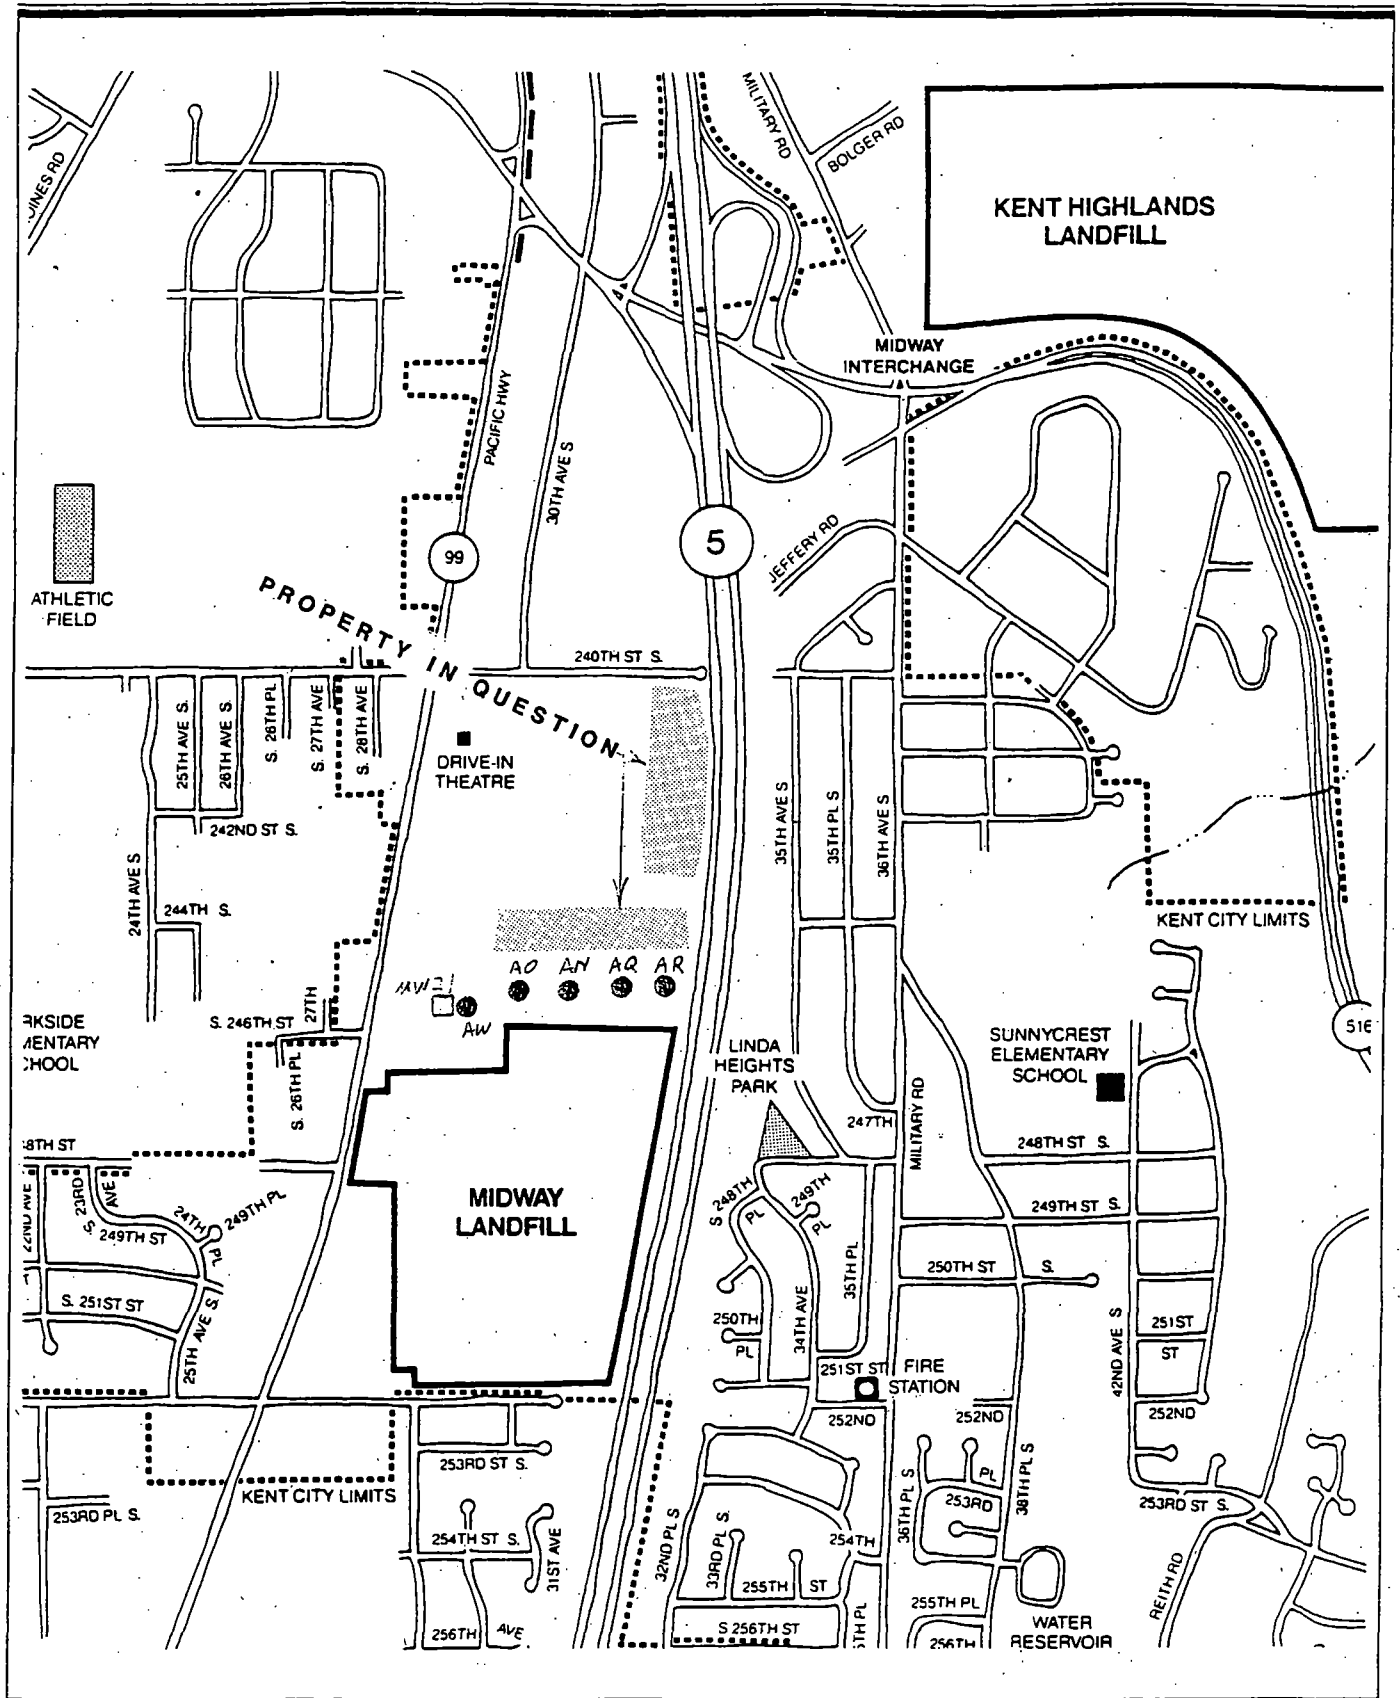 MILITARY RD
BOLGER RD
KENT HIGHLANDS
LANDFILL
MIDWAY
INTERCHANGE
PACIFIC HWY
30TH AVE S
5
99
JEFFERY RD
ATHLETIC
FIELD
PROPERTY IN QUESTION
240TH ST S.
25TH AVE S.
26TH AVE S.
S. 26TH PL
S. 27TH AVE
S. 28TH AVE
DRIVE-IN
THEATRE
242ND ST S.
24TH AVE S
244TH S.
35TH AVE S
35TH PL S
36TH AVE S
KENT CITY LIMITS
AO AN AQ AR
AW
S. 246TH ST
27TH
S. 26TH PL
LINDA
HEIGHTS
PARK
SUNNYCREST
ELEMENTARY
SCHOOL
516
247TH
MILITARY RD
248TH ST S.
249TH ST S.
250TH ST S.
MIDWAY
LANDFILL
23RD AVE
S. 249TH ST
24TH PL
249TH PL
22ND AVE
S. 251ST ST
25TH AVE S
S 248TH PL
249TH PL
35TH PL
34TH AVE
250TH PL
251ST ST
FIRE
STATION
252ND
252ND
42ND AVE S
251ST
ST
252ND
253RD ST S.
253RD PL S.
KENT CITY LIMITS
253RD ST S.
254TH ST S.
31ST AVE
256TH AVE
32ND PL S
33RD PL S.
254TH
255TH ST
S 256TH ST
36TH PL S
PL
253RD
38TH PL S
255TH PL
256TH
WATER
RESERVOIR
REITH RD